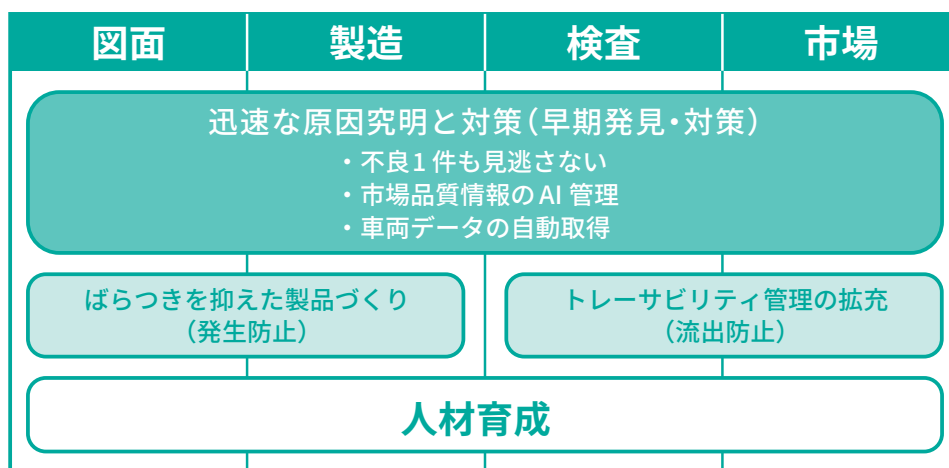 図面 製造 検査 市場
迅速な原因究明と対策(早期発見・対策)
・不良1件も見逃さない
・市場品質情報のAI管理
・車両データの自動取得
ばらつきを抑えた製品づくり
(発生防止)
トレーサビリティ管理の拡充
(流出防止)
人材育成